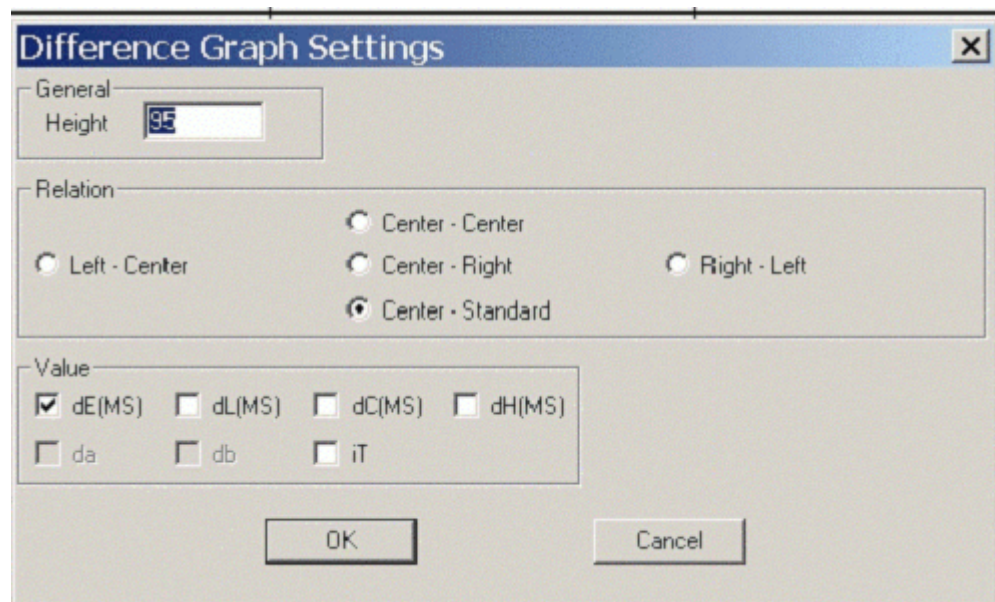 Difference Graph Settings
General
Height 95
Relation
Center - Center
Left - Center Center - Right Right - Left
Center - Standard
Value
dE(MS) dL(MS) dC(MS) dH(MS)
da db iT
OK Cancel